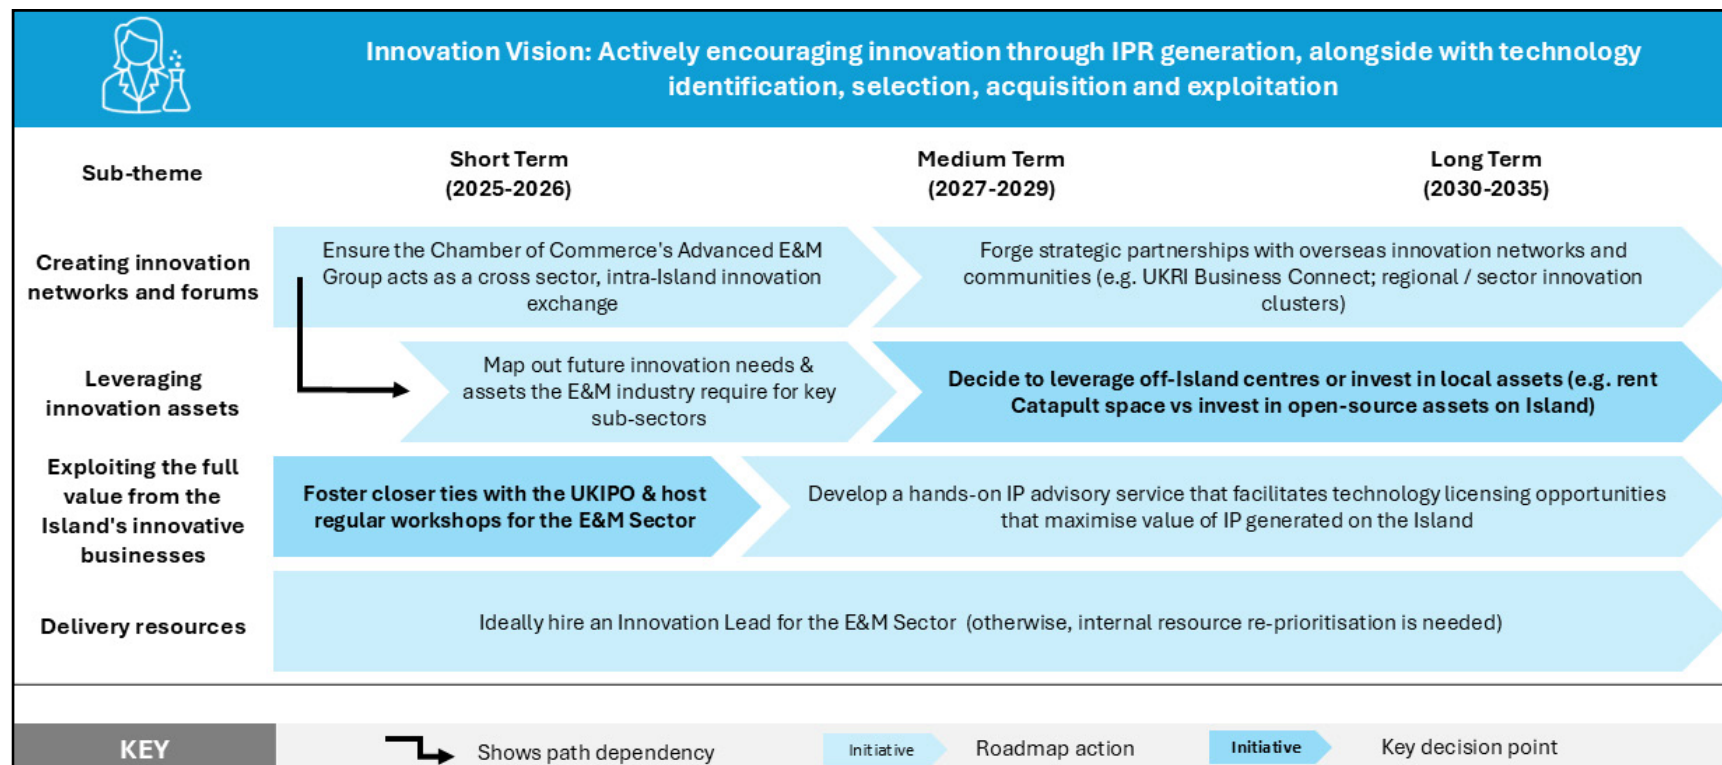 Innovation Vision: Actively encouraging innovation through IPR generation, alongside with technology
identification, selection, acquisition and exploitation
Sub-theme
Short Term
(2025-2026)
Medium Term
(2027-2029)
Long Term
(2030-2035)
Creating innovation
networks and forums
Ensure the Chamber of Commerce's Advanced E&M
Group acts as a cross sector, intra-Island innovation
exchange
Forge strategic partnerships with overseas innovation networks and
communities (e.g. UKRI Business Connect; regional / sector innovation
clusters)
Leveraging
innovation assets
Map out future innovation needs &
assets the E&M industry require for key
sub-sectors
Decide to leverage off-Island centres or invest in local assets (e.g. rent
Catapult space vs invest in open-source assets on Island)
Exploiting the full
value from the
Island's innovative
businesses
Foster closer ties with the UKIPO & host
regular workshops for the E&M Sector
Develop a hands-on IP advisory service that facilitates technology licensing opportunities
that maximise value of IP generated on the Island
Delivery resources
Ideally hire an Innovation Lead for the E&M Sector (otherwise, internal resource re-prioritisation is needed)
KEY
Shows path dependency
Initiative
Roadmap action
Initiative
Key decision point